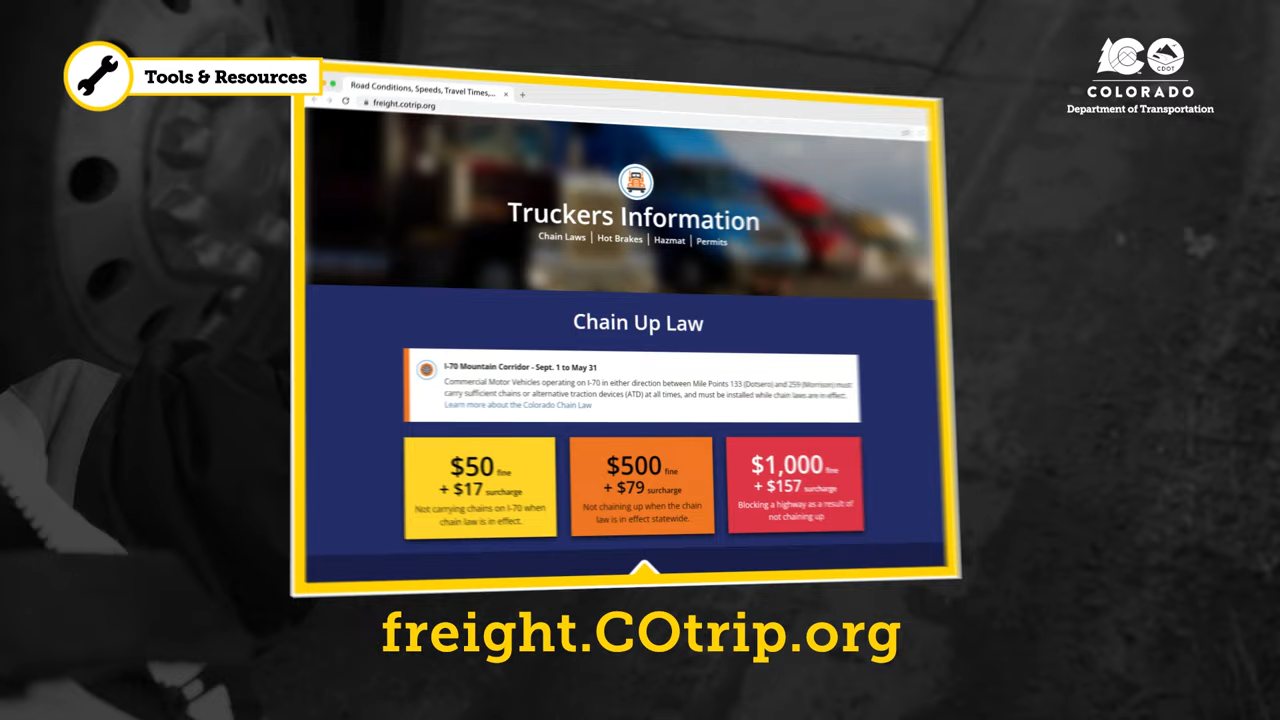 Tools & Resources
CDOT
COLORADO
Department of Transportation
Road Conditions, Speeds, Travel Times,...
freight.cotrip.org
Truckers Information
Chain Laws | Hot Brakes | Hazmat | Permits
Chain Up Law
I-70 Mountain Corridor - Sept. 1 to May 31
Commercial Motor Vehicles operating on I-70 in either direction between Mile Points 133 (Dotsero) and 259 (Morrison) must
carry sufficient chains or alternative traction devices (ATD) at all times, and must be installed while chain laws are in effect.
Learn more about the Colorado Chain Law
$50 fine
+ $17 surcharge
Not carrying chains on I-70 when
chain law is in effect.
$500 fine
+ $79 surcharge
Not chaining up when the chain
law is in effect statewide.
$1,000 fine
+ $157 surcharge
Blocking a highway as a result of
not chaining up
freight.COtrip.org